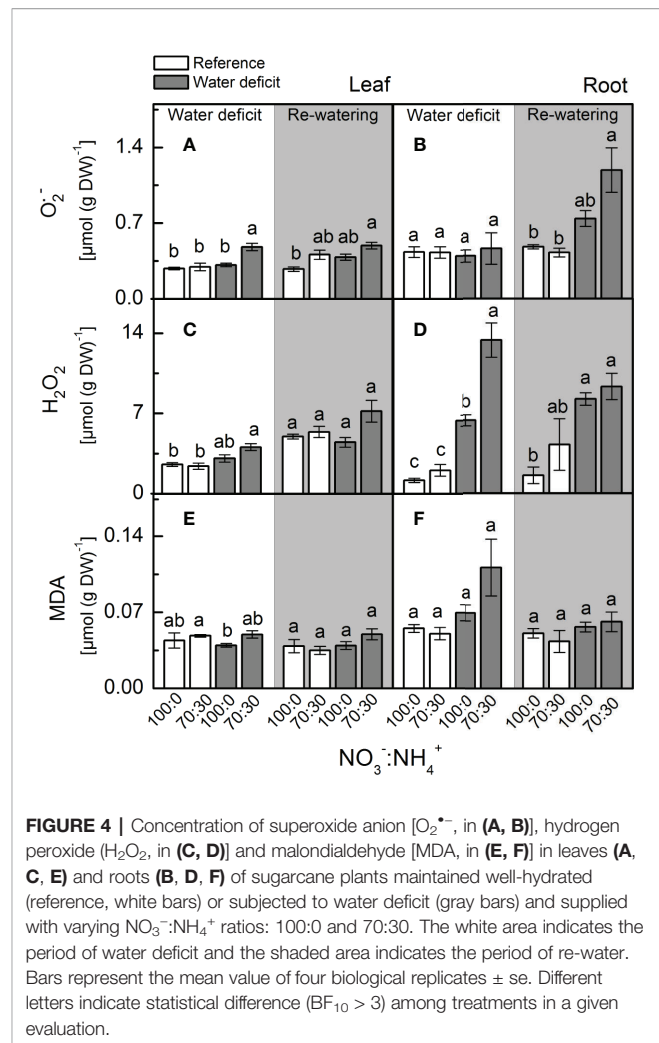 Reference
Water deficit
Leaf Root
Water deficit Re-watering Water deficit Re-watering
A B
O₂˙⁻
[µmol (g DW)⁻¹]
1.4
0.7
0.0
b b b a
b ab ab a
a a a a
b b ab a
C D
H₂O₂
[µmol (g DW)⁻¹]
14
7
0
b b ab a
a a a a
c c b a
b ab a a
E F
MDA
[µmol (g DW)⁻¹]
0.14
0.07
0.00
ab a b ab
a a a a
a a a a
a a a a
100:0 70:30 100:0 70:30 100:0 70:30 100:0 70:30 100:0 70:30 100:0 70:30 100:0 70:30 100:0 70:30
NO₃⁻:NH₄⁺
FIGURE 4 | Concentration of superoxide anion [O₂•−, in (A, B)], hydrogen
peroxide (H₂O₂, in (C, D)] and malondialdehyde [MDA, in (E, F)] in leaves (A,
C, E) and roots (B, D, F) of sugarcane plants maintained well-hydrated
(reference, white bars) or subjected to water deficit (gray bars) and supplied
with varying NO₃⁻:NH₄⁺ ratios: 100:0 and 70:30. The white area indicates the
period of water deficit and the shaded area indicates the period of re-water.
Bars represent the mean value of four biological replicates ± se. Different
letters indicate statistical difference (BF₁₀ > 3) among treatments in a given
evaluation.